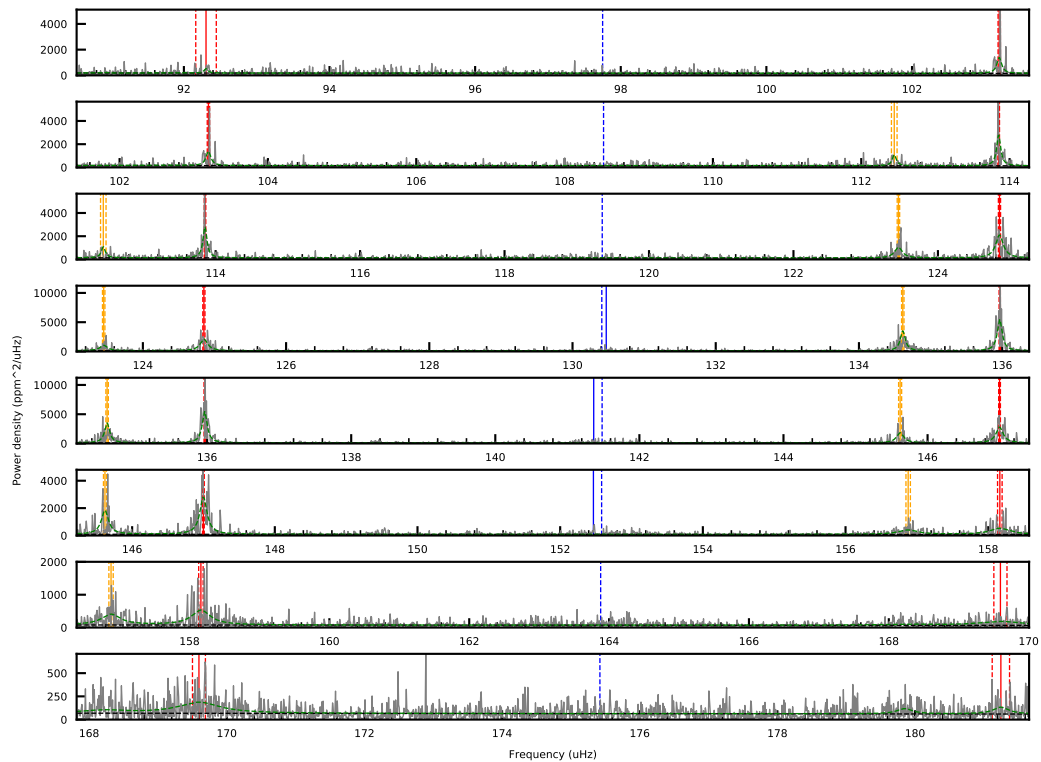 4000
2000
0
92 94 96 98 100 102
4000
2000
0
102 104 106 108 110 112 114
4000
2000
0
114 116 118 120 122 124
10000
5000
0
124 126 128 130 132 134 136
10000
5000
0
136 138 140 142 144 146
4000
2000
0
146 148 150 152 154 156 158
2000
1000
0
158 160 162 164 166 168 170
500
250
0
168 170 172 174 176 178 180
Power density (ppm^2/uHz)
Frequency (uHz)